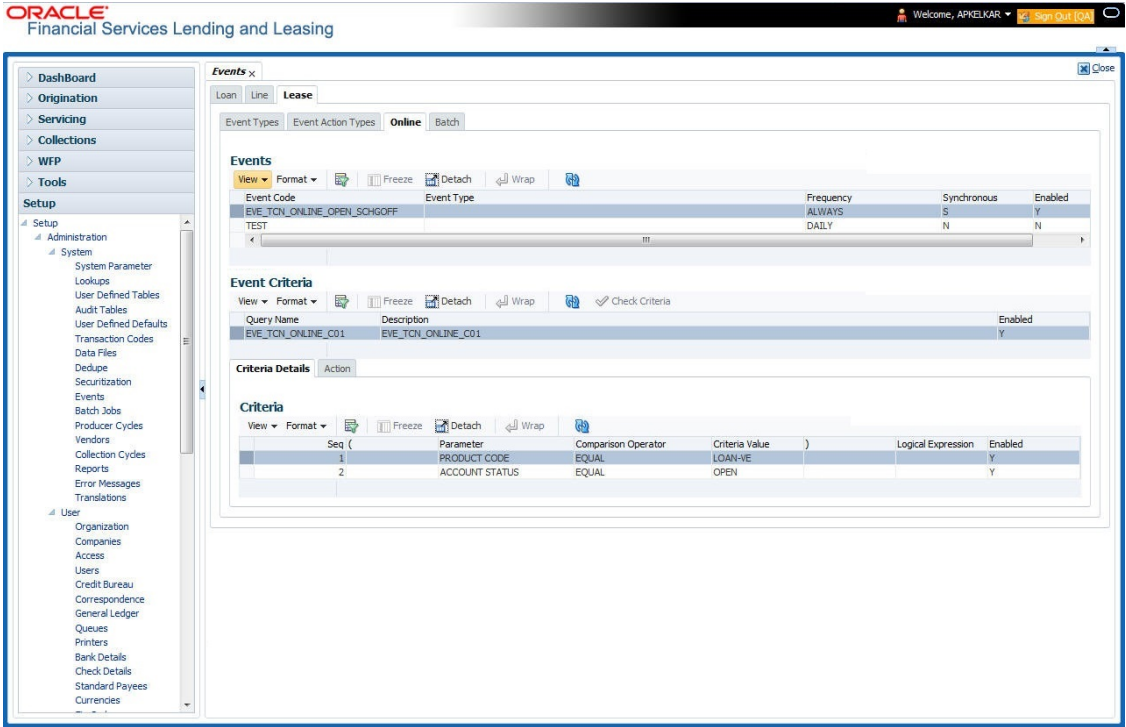 ORACLE
Financial Services Lending and Leasing
Welcome, APKELKAR
Sign Out [QA]
DashBoard
Origination
Servicing
Collections
WFP
Tools
Setup
Setup
Administration
System
System Parameter
Lookups
User Defined Tables
Audit Tables
User Defined Defaults
Transaction Codes
Data Files
Dedupe
Securitization
Events
Batch Jobs
Producer Cycles
Vendors
Collection Cycles
Reports
Error Messages
Translations
User
Organization
Companies
Access
Users
Credit Bureau
Correspondence
General Ledger
Queues
Printers
Bank Details
Check Details
Standard Payees
Currencies
Events
Close
Loan Line Lease
Event Types Event Action Types Online Batch
Events
View Format Freeze Detach Wrap
Event Code Event Type Frequency Synchronous Enabled
EVE_TCN_ONLINE_OPEN_SCHGOFF ALWAYS S Y
TEST DAILY N N
Event Criteria
View Format Freeze Detach Wrap Check Criteria
Query Name Description Enabled
EVE_TCN_ONLINE_C01 EVE_TCN_ONLINE_C01 Y
Criteria Details Action
Criteria
View Format Freeze Detach Wrap
Seq ( Parameter Comparison Operator Criteria Value ) Logical Expression Enabled
1 PRODUCT CODE EQUAL LOAN-VE Y
2 ACCOUNT STATUS EQUAL OPEN Y